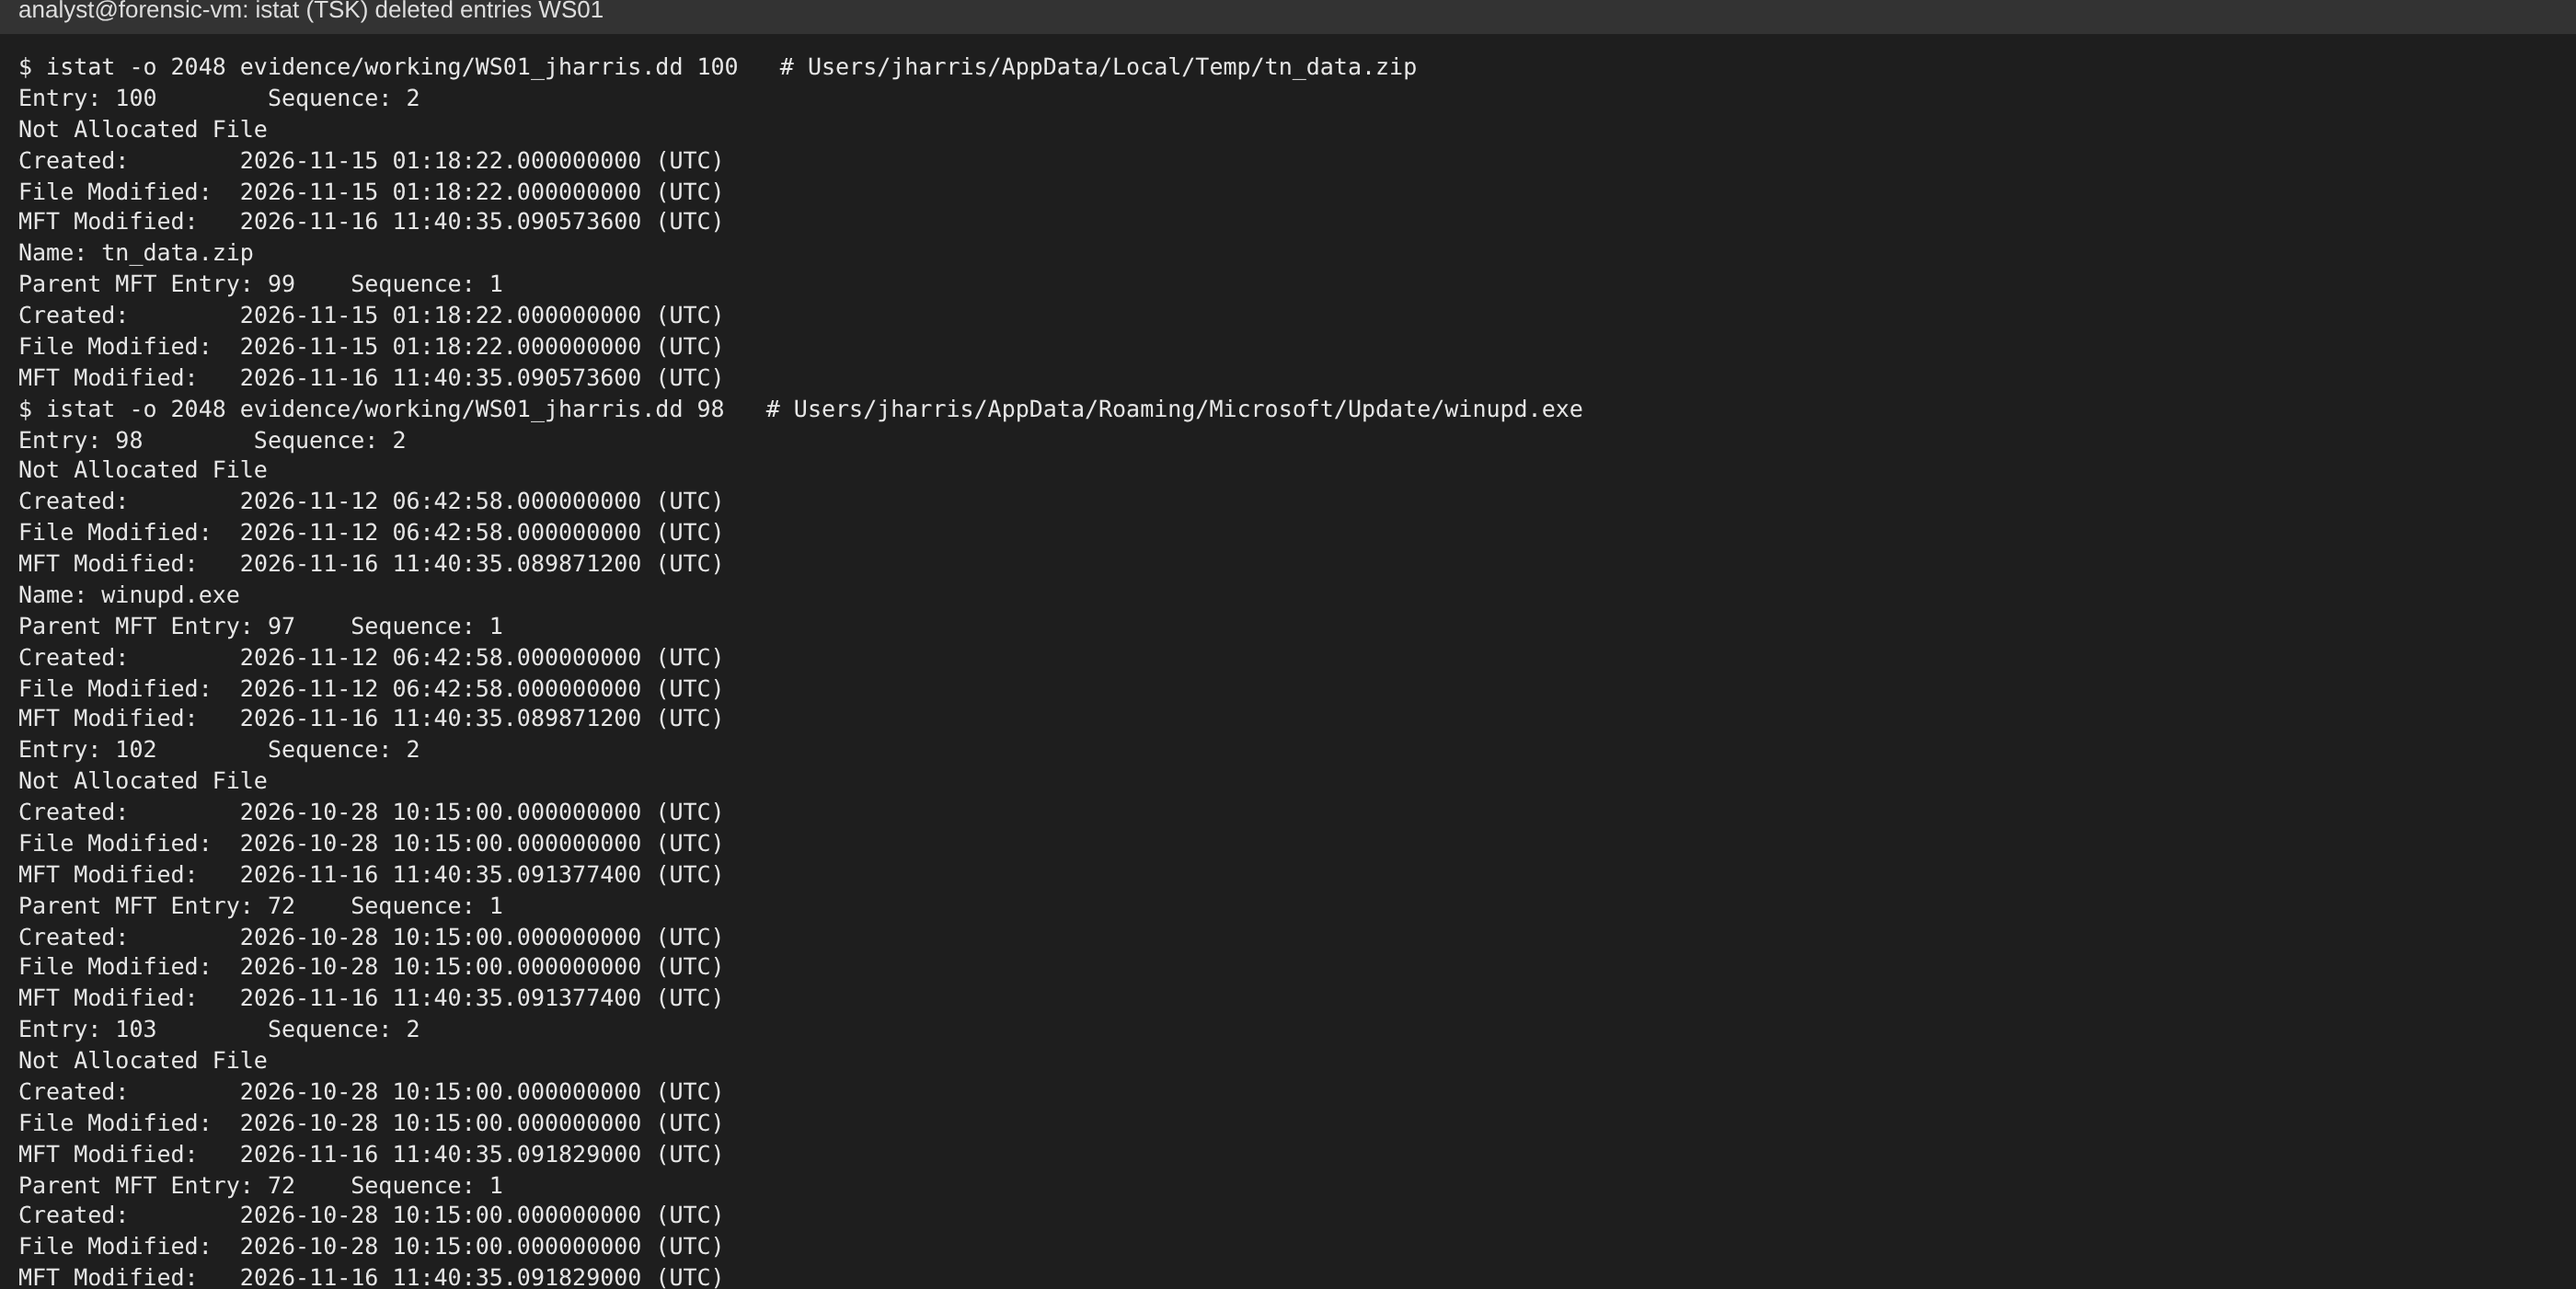 analyst@forensic-vm: istat (TSK) deleted entries WS01
$ istat -o 2048 evidence/working/WS01_jharris.dd 100   # Users/jharris/AppData/Local/Temp/tn_data.zip
Entry: 100        Sequence: 2
Not Allocated File
Created:        2026-11-15 01:18:22.000000000 (UTC)
File Modified:  2026-11-15 01:18:22.000000000 (UTC)
MFT Modified:   2026-11-16 11:40:35.090573600 (UTC)
Name: tn_data.zip
Parent MFT Entry: 99    Sequence: 1
Created:        2026-11-15 01:18:22.000000000 (UTC)
File Modified:  2026-11-15 01:18:22.000000000 (UTC)
MFT Modified:   2026-11-16 11:40:35.090573600 (UTC)
$ istat -o 2048 evidence/working/WS01_jharris.dd 98   # Users/jharris/AppData/Roaming/Microsoft/Update/winupd.exe
Entry: 98        Sequence: 2
Not Allocated File
Created:        2026-11-12 06:42:58.000000000 (UTC)
File Modified:  2026-11-12 06:42:58.000000000 (UTC)
MFT Modified:   2026-11-16 11:40:35.089871200 (UTC)
Name: winupd.exe
Parent MFT Entry: 97    Sequence: 1
Created:        2026-11-12 06:42:58.000000000 (UTC)
File Modified:  2026-11-12 06:42:58.000000000 (UTC)
MFT Modified:   2026-11-16 11:40:35.089871200 (UTC)
Entry: 102        Sequence: 2
Not Allocated File
Created:        2026-10-28 10:15:00.000000000 (UTC)
File Modified:  2026-10-28 10:15:00.000000000 (UTC)
MFT Modified:   2026-11-16 11:40:35.091377400 (UTC)
Parent MFT Entry: 72    Sequence: 1
Created:        2026-10-28 10:15:00.000000000 (UTC)
File Modified:  2026-10-28 10:15:00.000000000 (UTC)
MFT Modified:   2026-11-16 11:40:35.091377400 (UTC)
Entry: 103        Sequence: 2
Not Allocated File
Created:        2026-10-28 10:15:00.000000000 (UTC)
File Modified:  2026-10-28 10:15:00.000000000 (UTC)
MFT Modified:   2026-11-16 11:40:35.091829000 (UTC)
Parent MFT Entry: 72    Sequence: 1
Created:        2026-10-28 10:15:00.000000000 (UTC)
File Modified:  2026-10-28 10:15:00.000000000 (UTC)
MFT Modified:   2026-11-16 11:40:35.091829000 (UTC)